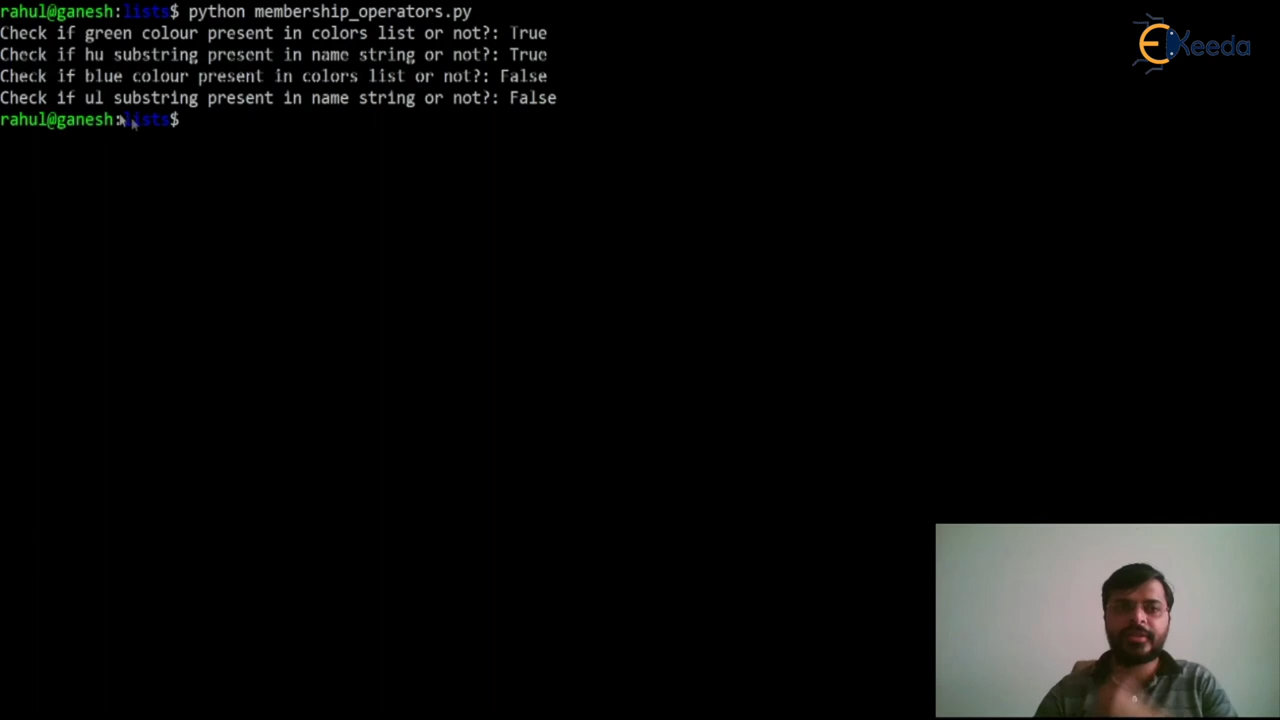 rahul@ganesh:lists$ python membership_operators.py
Check if green colour present in colors list or not?: True
Check if hu substring present in name string or not?: True
Check if blue colour present in colors list or not?: False
Check if ul substring present in name string or not?: False
rahul@ganesh:lists$
EKeeda